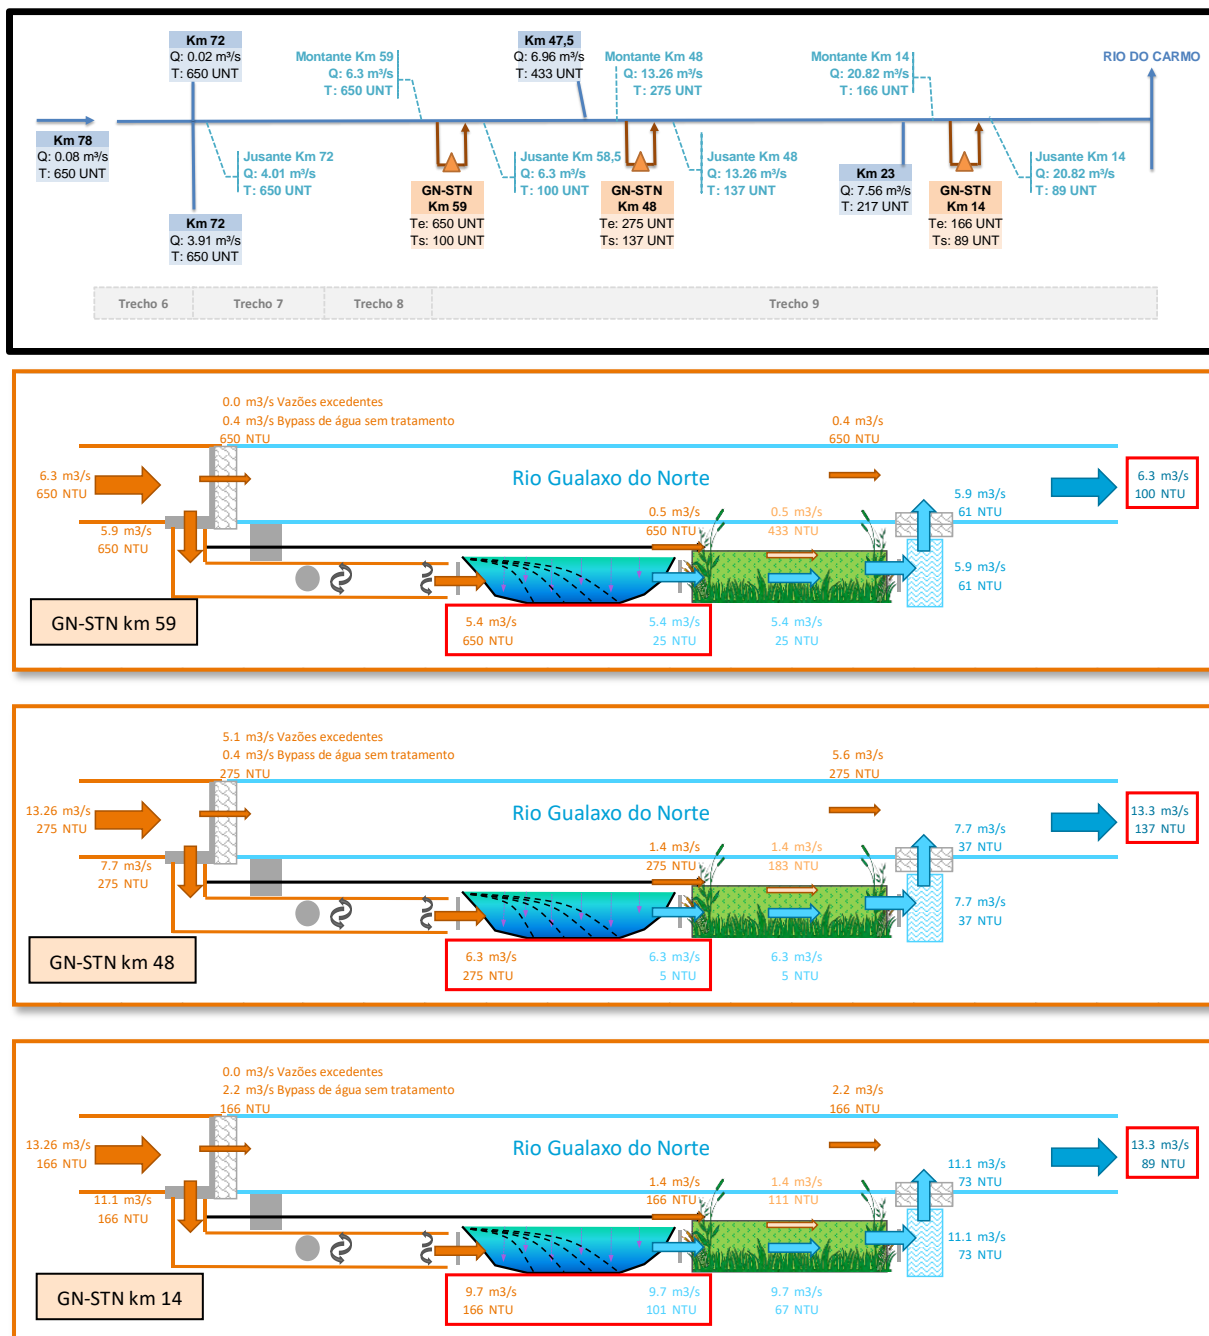 Km 72
Q: 0.02 m³/s
T: 650 UNT
Montante Km 59
Q: 6.3 m³/s
T: 650 UNT
Km 47,5
Q: 6.96 m³/s
T: 433 UNT
Montante Km 48
Q: 13.26 m³/s
T: 275 UNT
Montante Km 14
Q: 20.82 m³/s
T: 166 UNT
RIO DO CARMO
Km 78
Q: 0.08 m³/s
T: 650 UNT
Jusante Km 72
Q: 4.01 m³/s
T: 650 UNT
Km 72
Q: 3.91 m³/s
T: 650 UNT
GN-STN
Km 59
Te: 650 UNT
Ts: 100 UNT
Jusante Km 58,5
Q: 6.3 m³/s
T: 100 UNT
GN-STN
Km 48
Te: 275 UNT
Ts: 137 UNT
Jusante Km 48
Q: 13.26 m³/s
T: 137 UNT
Km 23
Q: 7.56 m³/s
T: 217 UNT
GN-STN
Km 14
Te: 166 UNT
Ts: 89 UNT
Jusante Km 14
Q: 20.82 m³/s
T: 89 UNT
Trecho 6
Trecho 7
Trecho 8
Trecho 9
0.0 m3/s Vazões excedentes
0.4 m3/s Bypass de água sem tratamento
650 NTU
0.4 m3/s
650 NTU
6.3 m3/s
650 NTU
Rio Gualaxo do Norte
6.3 m3/s
100 NTU
5.9 m3/s
650 NTU
0.5 m3/s
650 NTU
0.5 m3/s
433 NTU
5.9 m3/s
61 NTU
5.9 m3/s
61 NTU
GN-STN km 59
5.4 m3/s
650 NTU
5.4 m3/s
25 NTU
5.4 m3/s
25 NTU
5.1 m3/s Vazões excedentes
0.4 m3/s Bypass de água sem tratamento
275 NTU
5.6 m3/s
275 NTU
13.26 m3/s
275 NTU
Rio Gualaxo do Norte
13.3 m3/s
137 NTU
7.7 m3/s
275 NTU
1.4 m3/s
275 NTU
1.4 m3/s
183 NTU
7.7 m3/s
37 NTU
7.7 m3/s
37 NTU
GN-STN km 48
6.3 m3/s
275 NTU
6.3 m3/s
5 NTU
6.3 m3/s
5 NTU
0.0 m3/s Vazões excedentes
2.2 m3/s Bypass de água sem tratamento
166 NTU
2.2 m3/s
166 NTU
13.26 m3/s
166 NTU
Rio Gualaxo do Norte
13.3 m3/s
89 NTU
11.1 m3/s
166 NTU
1.4 m3/s
166 NTU
1.4 m3/s
111 NTU
11.1 m3/s
73 NTU
11.1 m3/s
73 NTU
GN-STN km 14
9.7 m3/s
166 NTU
9.7 m3/s
101 NTU
9.7 m3/s
67 NTU